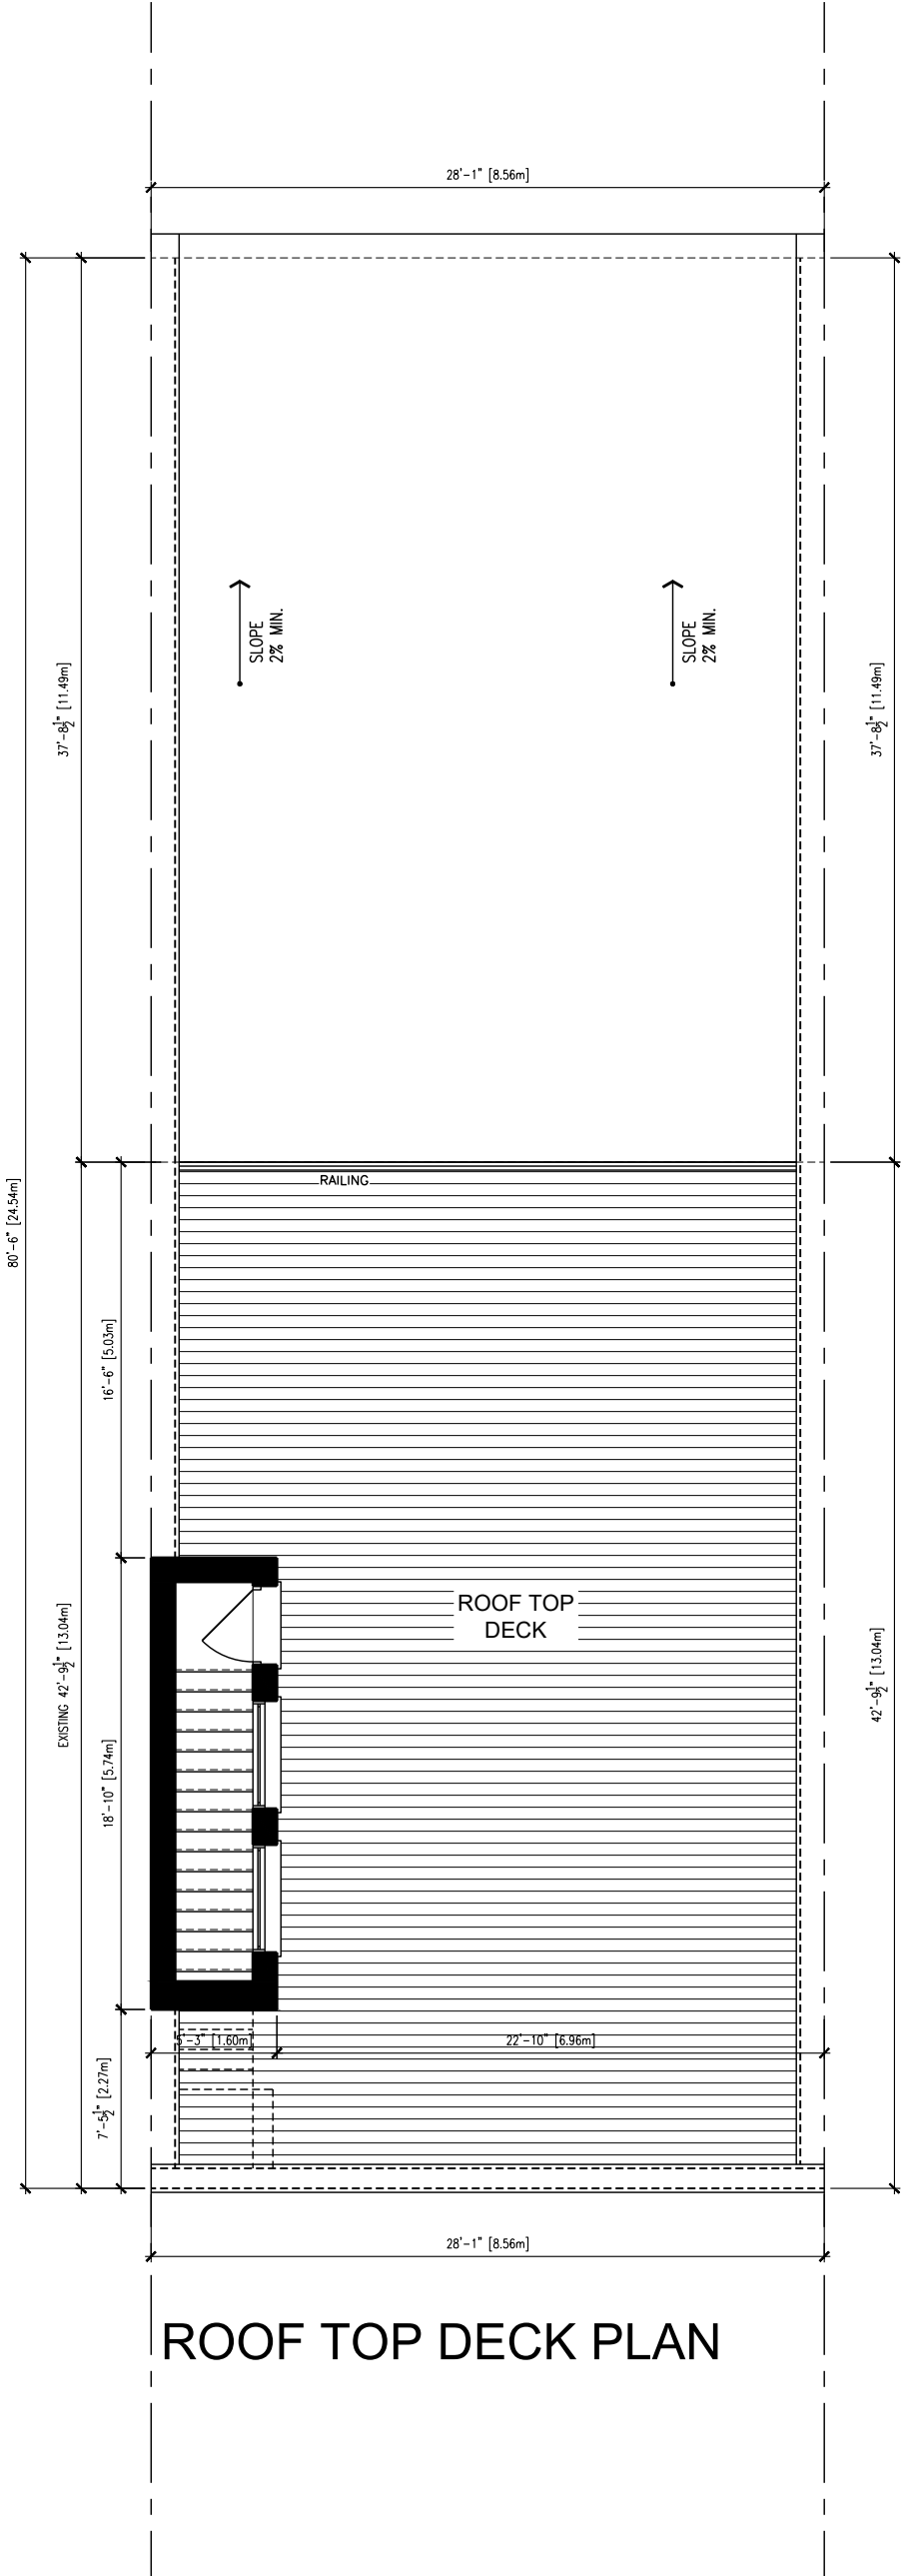 28'-1" [8.56m]
SLOPE
2% MIN.
SLOPE
2% MIN.
37'-8½" [11.49m]
37'-8½" [11.49m]
RAILING
80'-6" [24.54m]
16'-6" [5.03m]
ROOF TOP
DECK
EXISTING 42'-9½" [13.04m]
42'-9½" [13.04m]
18'-10" [5.74m]
5'-3" [1.60m]
22'-10" [6.96m]
7'-5½" [2.27m]
28'-1" [8.56m]
ROOF TOP DECK PLAN